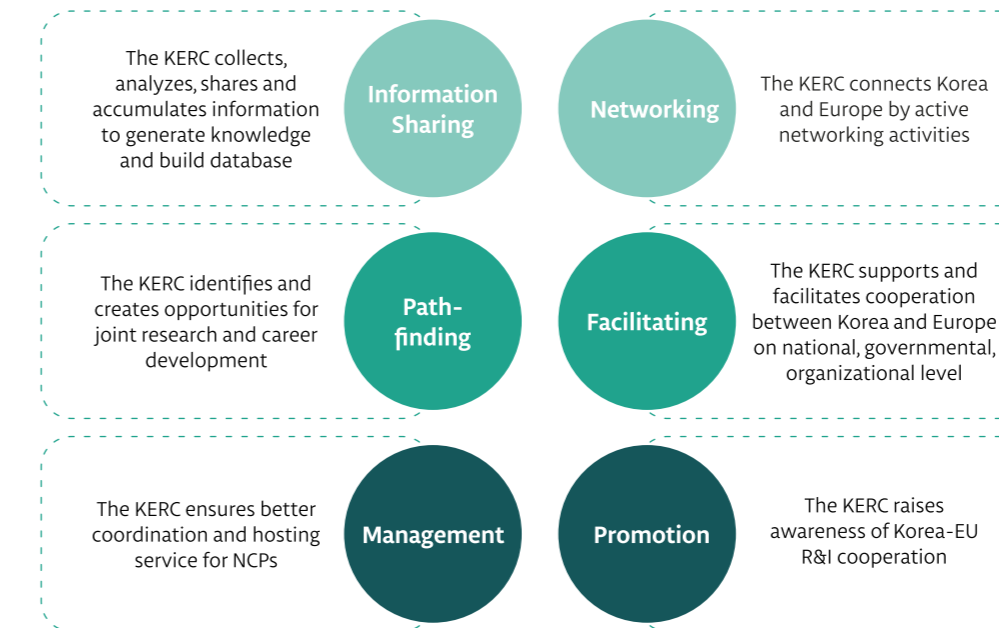 The KERC collects,
analyzes, shares and
accumulates information
to generate knowledge
and build database
Information
Sharing
Networking
The KERC connects Korea
and Europe by active
networking activities
The KERC identifies and
creates opportunities for
joint research and career
development
Path-
finding
Facilitating
The KERC supports and
facilitates cooperation
between Korea and Europe
on national, governmental,
organizational level
The KERC ensures better
coordination and hosting
service for NCPs
Management
Promotion
The KERC raises
awareness of Korea-EU
R&I cooperation